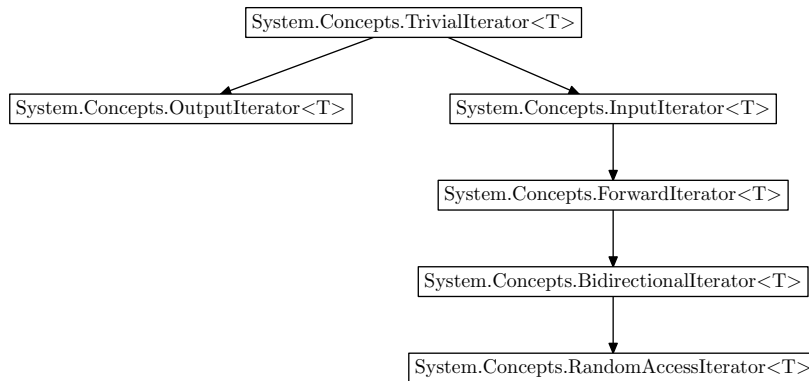 System.Concepts.TrivialIterator<T>
System.Concepts.OutputIterator<T>
System.Concepts.InputIterator<T>
System.Concepts.ForwardIterator<T>
System.Concepts.BidirectionalIterator<T>
System.Concepts.RandomAccessIterator<T>